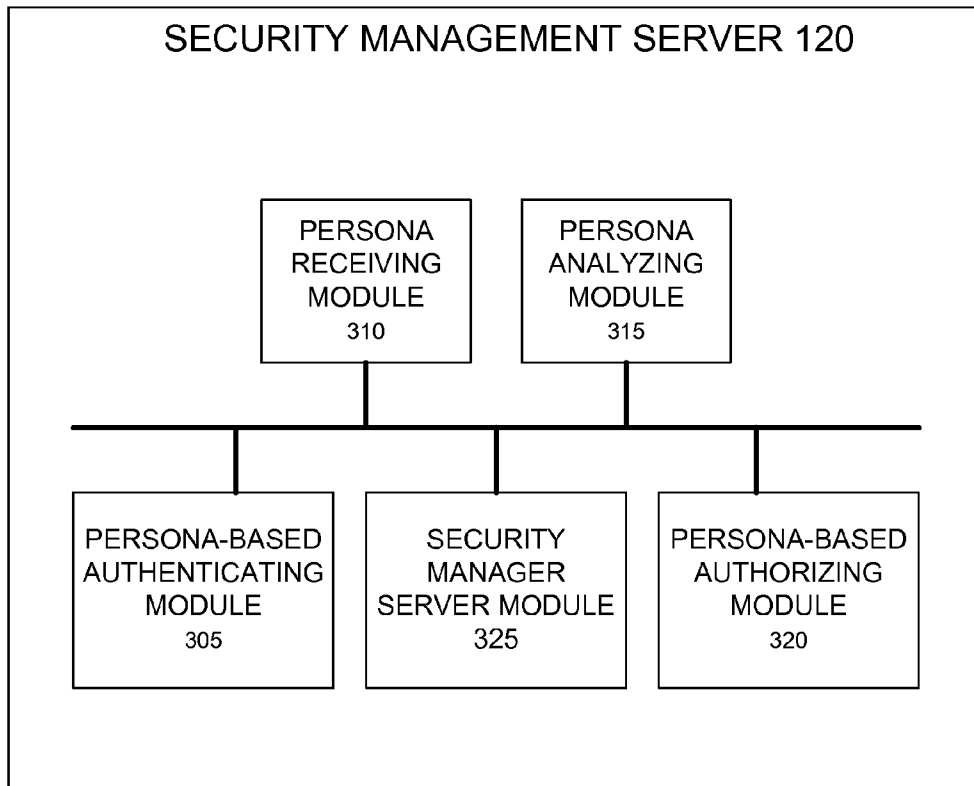 SECURITY MANAGEMENT SERVER 120
PERSONA
RECEIVING
MODULE
310
PERSONA
ANALYZING
MODULE
315
PERSONA-BASED
AUTHENTICATING
MODULE
305
SECURITY
MANAGER
SERVER MODULE
325
PERSONA-BASED
AUTHORIZING
MODULE
320